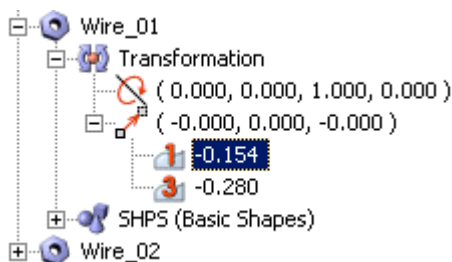 Wire_01
Transformation
( 0.000, 0.000, 1.000, 0.000 )
( -0.000, 0.000, -0.000 )
1 -0.154
3 -0.280
SHPS (Basic Shapes)
Wire_02